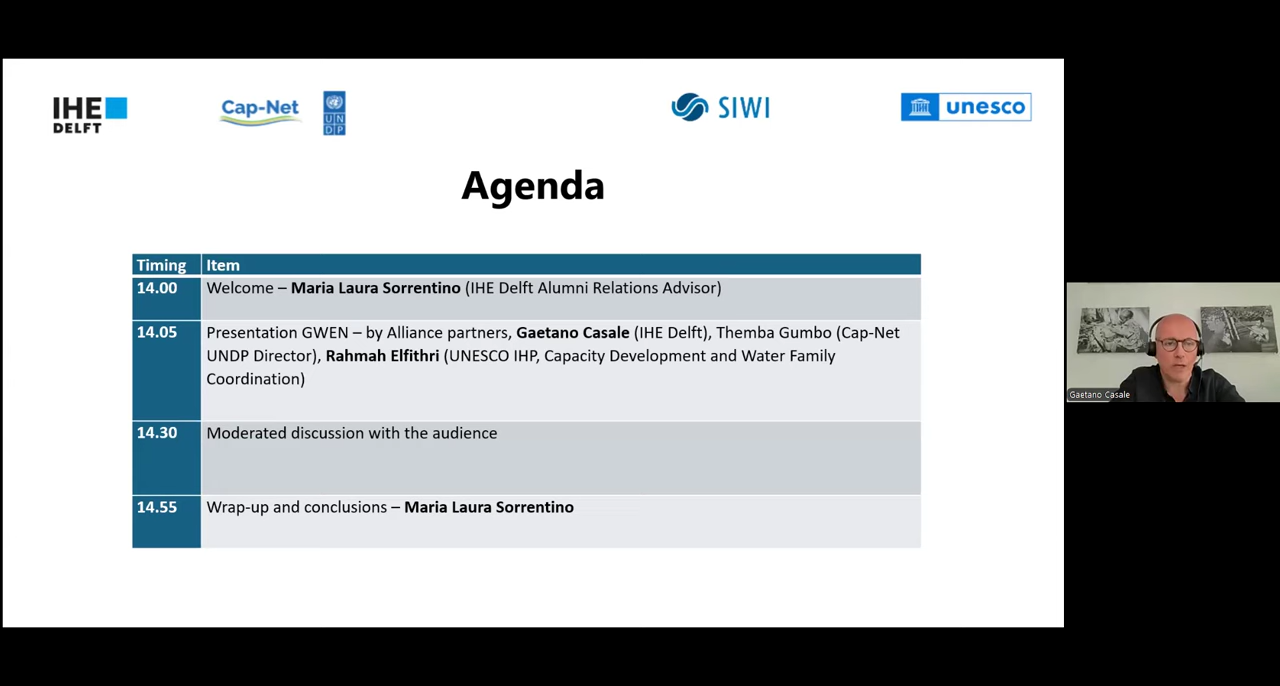 IHE
DELFT
Cap-Net
UN
DP
SIWI
unesco
Agenda
Timing Item
14.00 Welcome – Maria Laura Sorrentino (IHE Delft Alumni Relations Advisor)
14.05 Presentation GWEN – by Alliance partners, Gaetano Casale (IHE Delft), Themba Gumbo (Cap-Net
UNDP Director), Rahmah Elfithri (UNESCO IHP, Capacity Development and Water Family
Coordination)
14.30 Moderated discussion with the audience
14.55 Wrap-up and conclusions – Maria Laura Sorrentino
Gaetano Casale